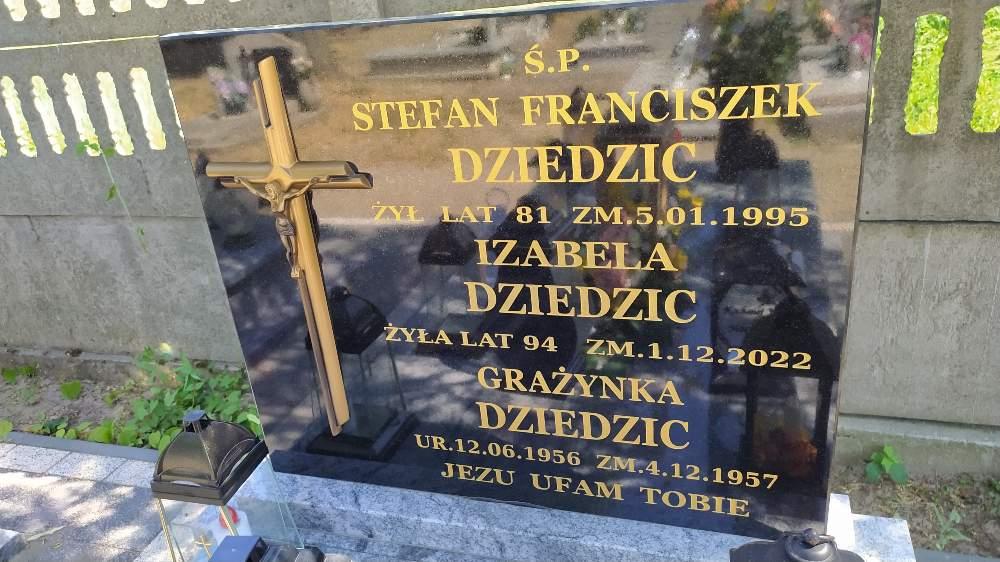 Ś.P.
STEFAN FRANCISZEK
DZIEDZIC
ŻYŁ LAT 81 ZM.5.01.1995
IZABELA
DZIEDZIC
ŻYŁA LAT 94 ZM.1.12.2022
GRAŻYNKA
DZIEDZIC
UR.12.06.1956 ZM.4.12.1957
JEZU UFAM TOBIE